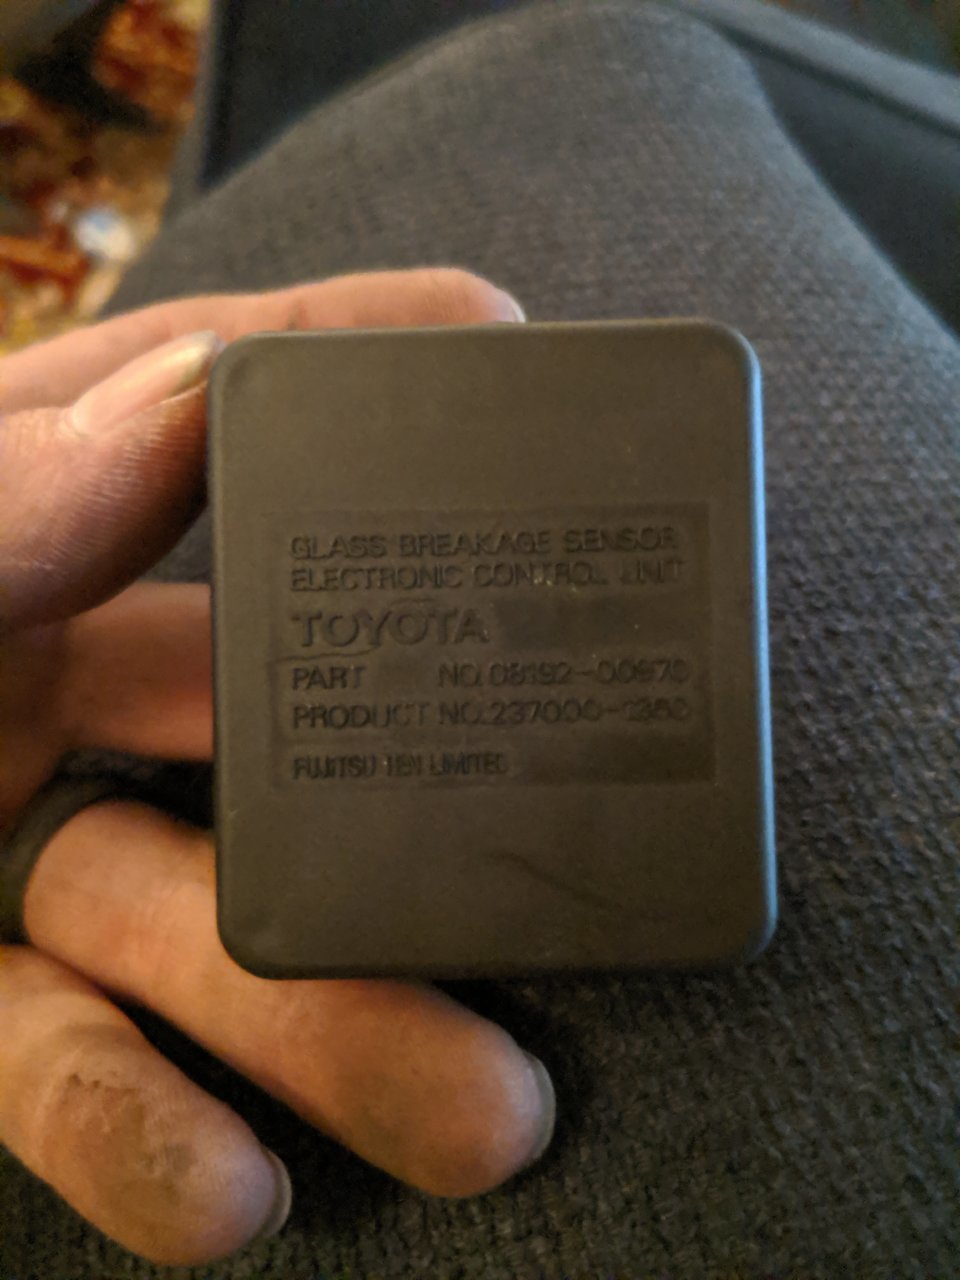 GLASS BREAKAGE SENSOR
ELECTRONIC CONTROL UNIT
TOYOTA
PART NO. 08192-00970
PRODUCT NO.
FUJITSU TEN LIMITED